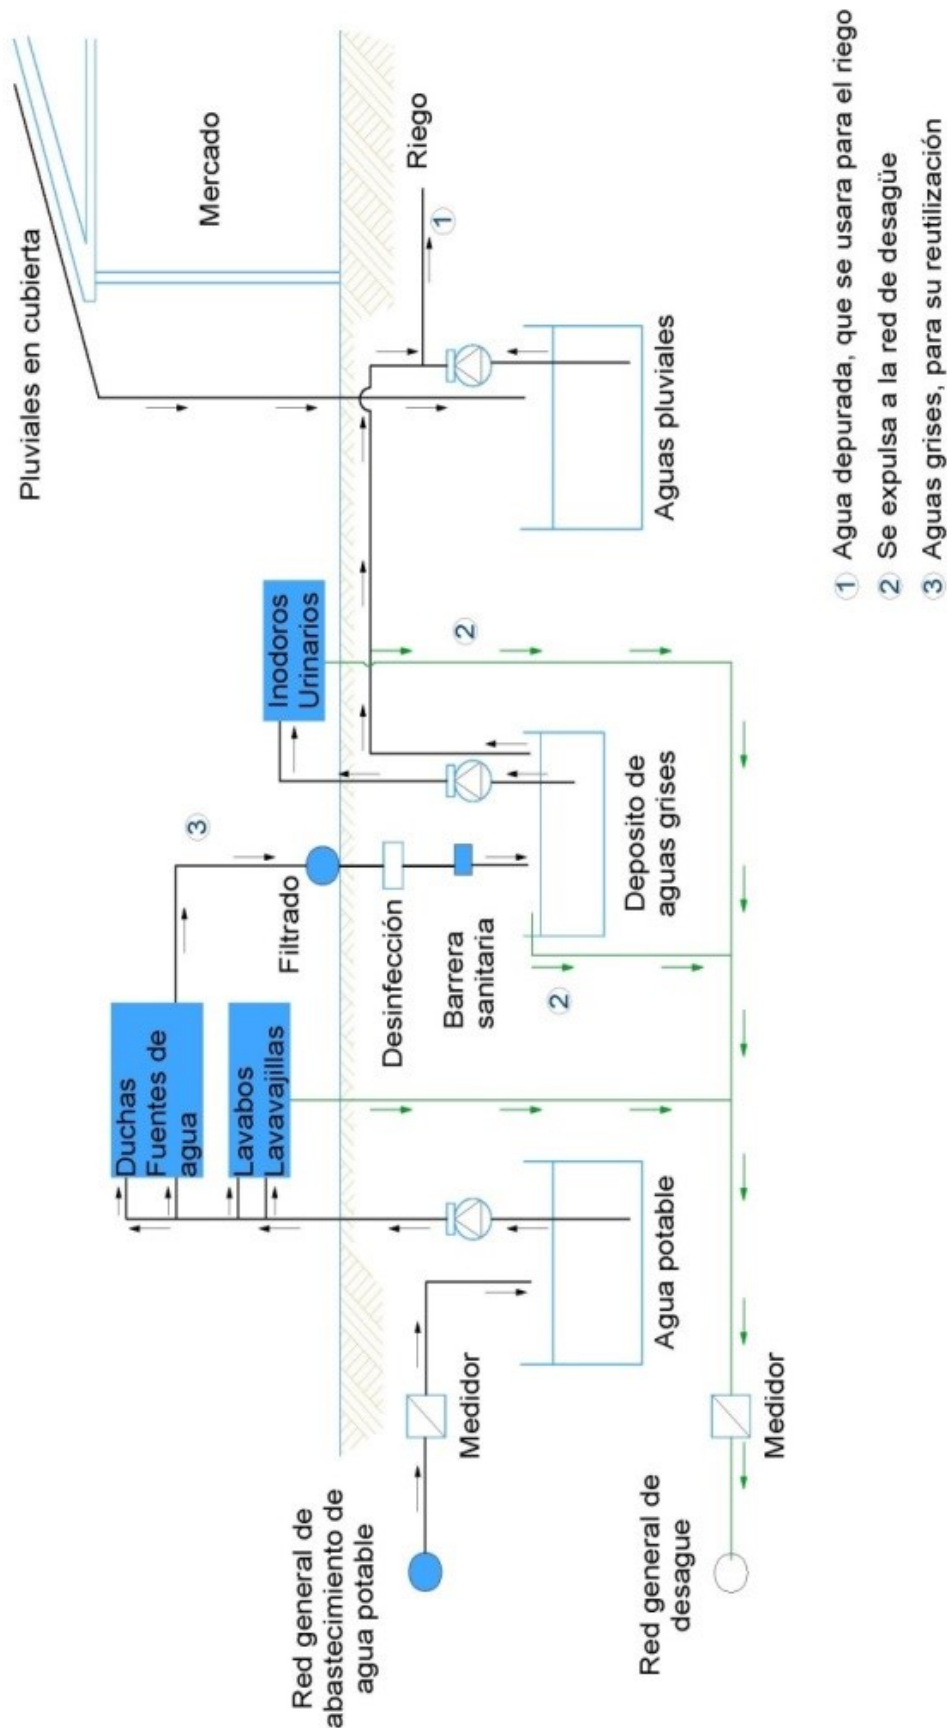 Pluviales en cubierta
Mercado
Duchas
Fuentes de
agua
Lavabos
Lavavajillas
3
Filtrado
Inodoros
Urinarios
Riego
1
Desinfección
Barrera
sanitaria
2
2
Red general de
abastecimiento de
agua potable
Medidor
Agua potable
Deposito de
aguas grises
Aguas pluviales
Red general de
desague
Medidor
1 Agua depurada, que se usara para el riego
2 Se expulsa a la red de desagüe
3 Aguas grises, para su reutilización